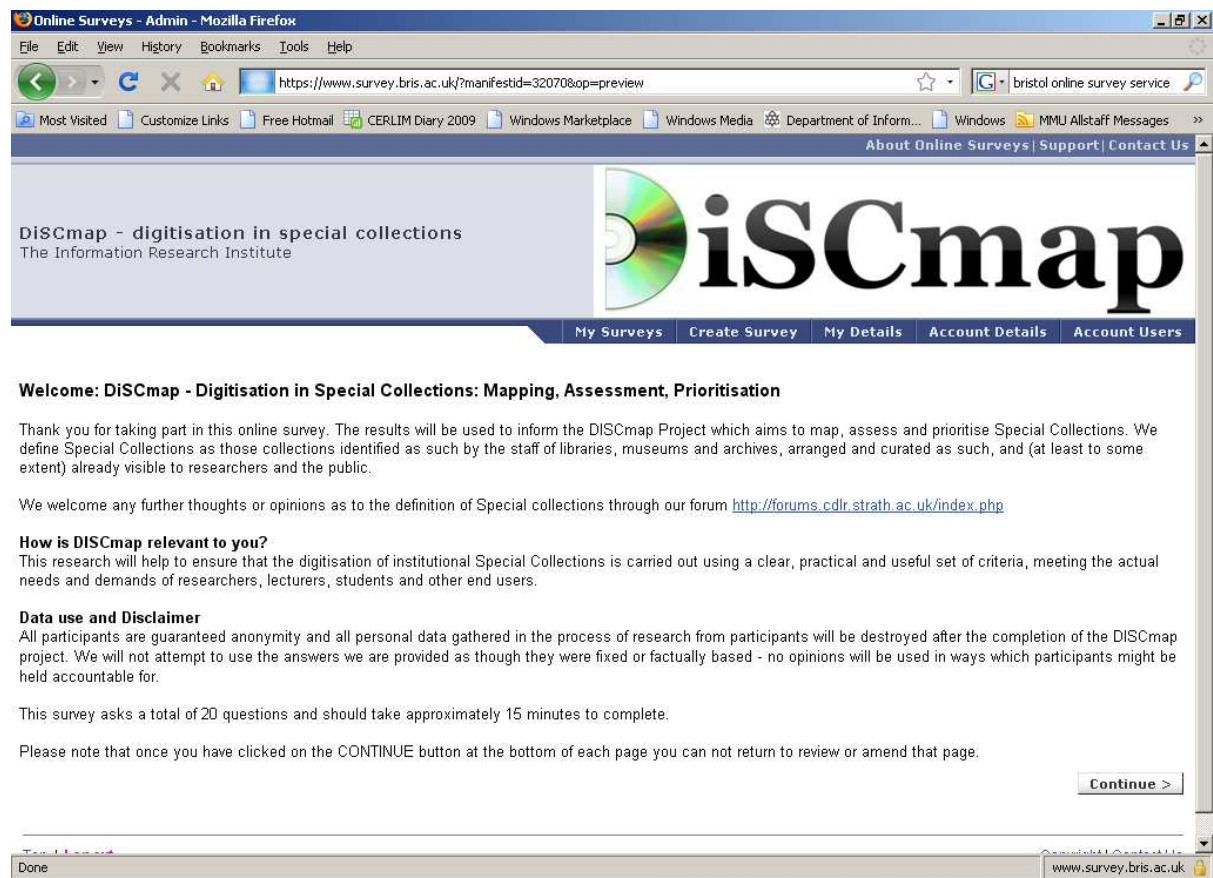 Online Surveys - Admin - Mozilla Firefox
File Edit View History Bookmarks Tools Help
https://www.survey.bris.ac.uk/?manifestid=32070&op=preview G bristol online survey service
Most Visited Customize Links Free Hotmail CERLIM Diary 2009 Windows Marketplace Windows Media Department of Inform... Windows MMU Allstaff Messages »
About Online Surveys | Support | Contact Us
DiSCmap - digitisation in special collections
The Information Research Institute
DiSCmap
My Surveys Create Survey My Details Account Details Account Users
Welcome: DiSCmap - Digitisation in Special Collections: Mapping, Assessment, Prioritisation
Thank you for taking part in this online survey. The results will be used to inform the DISCmap Project which aims to map, assess and prioritise Special Collections. We
define Special Collections as those collections identified as such by the staff of libraries, museums and archives, arranged and curated as such, and (at least to some
extent) already visible to researchers and the public.
We welcome any further thoughts or opinions as to the definition of Special collections through our forum http://forums.cdlr.strath.ac.uk/index.php
How is DISCmap relevant to you?
This research will help to ensure that the digitisation of institutional Special Collections is carried out using a clear, practical and useful set of criteria, meeting the actual
needs and demands of researchers, lecturers, students and other end users.
Data use and Disclaimer
All participants are guaranteed anonymity and all personal data gathered in the process of research from participants will be destroyed after the completion of the DISCmap
project. We will not attempt to use the answers we are provided as though they were fixed or factually based - no opinions will be used in ways which participants might be
held accountable for.
This survey asks a total of 20 questions and should take approximately 15 minutes to complete.
Please note that once you have clicked on the CONTINUE button at the bottom of each page you can not return to review or amend that page.
Continue >
Done www.survey.bris.ac.uk